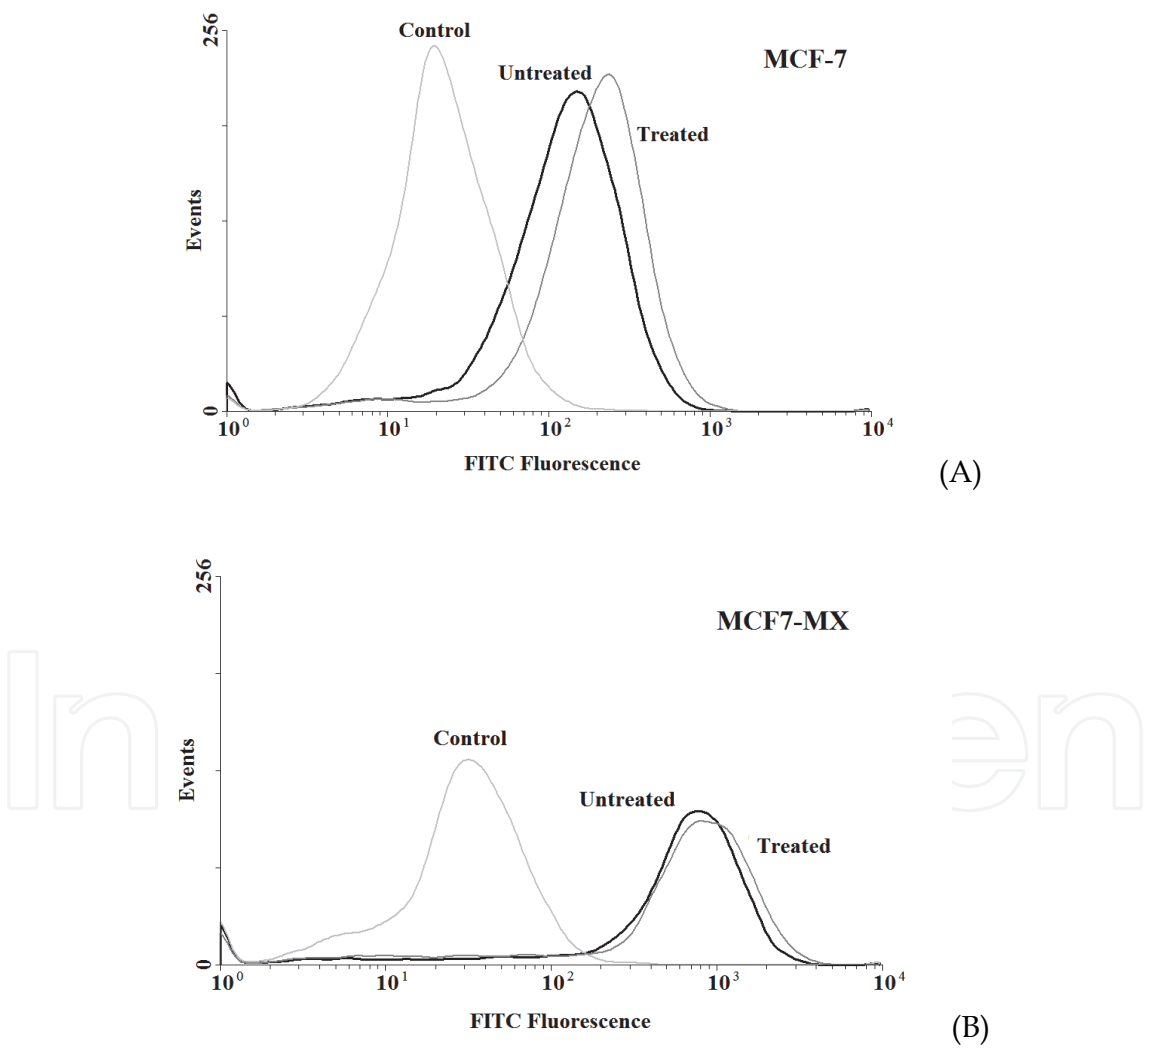 256
Control
MCF-7
Untreated
Treated
Events
0
10^0 10^1 10^2 10^3 10^4
FITC Fluorescence
(A)
256
MCF7-MX
In en
Control
Untreated
Treated
Events
0
10^0 10^1 10^2 10^3 10^4
FITC Fluorescence
(B)